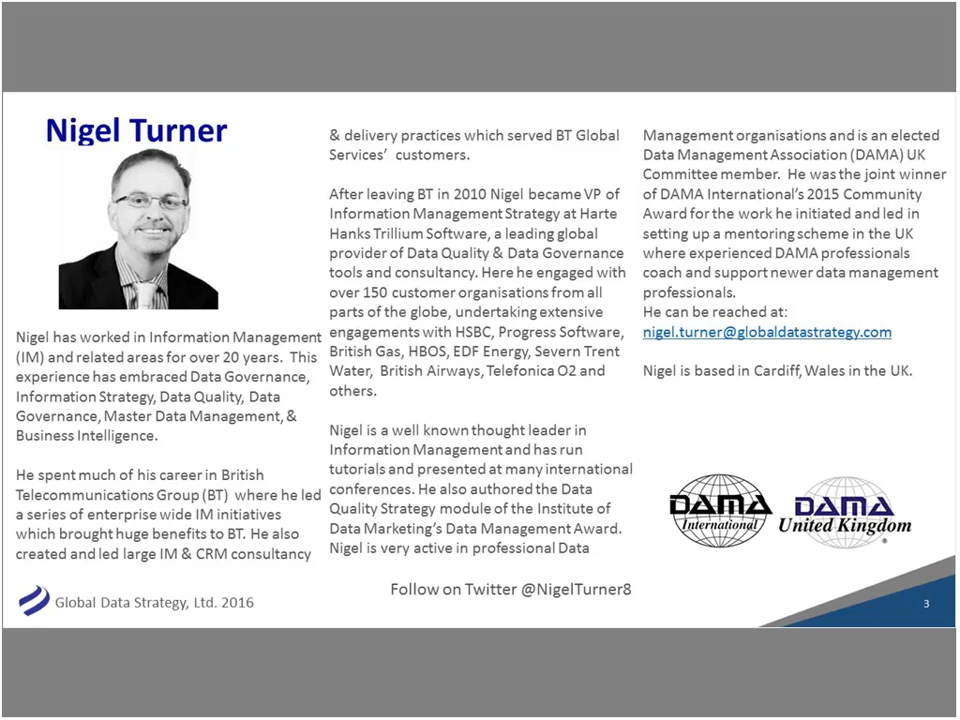 Nigel Turner
Nigel has worked in Information Management
(IM) and related areas for over 20 years. This
experience has embraced Data Governance,
Information Strategy, Data Quality, Data
Governance, Master Data Management, &
Business Intelligence.
He spent much of his career in British
Telecommunications Group (BT) where he led
a series of enterprise wide IM initiatives
which brought huge benefits to BT. He also
created and led large IM & CRM consultancy
& delivery practices which served BT Global
Services' customers.
After leaving BT in 2010 Nigel became VP of
Information Management Strategy at Harte
Hanks Trillium Software, a leading global
provider of Data Quality & Data Governance
tools and consultancy. Here he engaged with
over 150 customer organisations from all
parts of the globe, undertaking extensive
engagements with HSBC, Progress Software,
British Gas, HBOS, EDF Energy, Severn Trent
Water, British Airways, Telefonica O2 and
others.
Nigel is a well known thought leader in
Information Management and has run
tutorials and presented at many international
conferences. He also authored the Data
Quality Strategy module of the Institute of
Data Marketing's Data Management Award.
Nigel is very active in professional Data
Management organisations and is an elected
Data Management Association (DAMA) UK
Committee member. He was the joint winner
of DAMA International's 2015 Community
Award for the work he initiated and led in
setting up a mentoring scheme in the UK
where experienced DAMA professionals
coach and support newer data management
professionals.
He can be reached at:
nigel.turner@globaldatastrategy.com
Nigel is based in Cardiff, Wales in the UK.
DAMA
International
DAMA
United Kingdom
®
Follow on Twitter @NigelTurner8
Global Data Strategy, Ltd. 2016
3